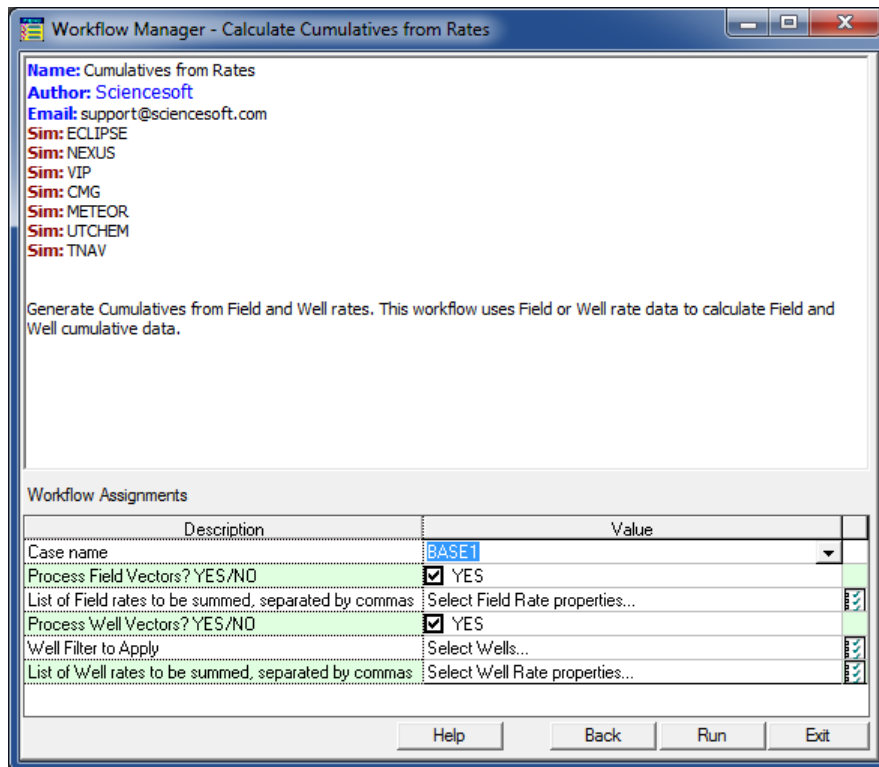 Workflow Manager - Calculate Cumulatives from Rates
Name: Cumulatives from Rates
Author: Sciencesoft
Email: support@sciencesoft.com
Sim: ECLIPSE
Sim: NEXUS
Sim: VIP
Sim: CMG
Sim: METEOR
Sim: UTCHEM
Sim: TNAV
Generate Cumulatives from Field and Well rates. This workflow uses Field or Well rate data to calculate Field and
Well cumulative data.
Workflow Assignments
Description Value
Case name BASE1
Process Field Vectors? YES/NO YES
List of Field rates to be summed, separated by commas Select Field Rate properties...
Process Well Vectors? YES/NO YES
Well Filter to Apply Select Wells...
List of Well rates to be summed, separated by commas Select Well Rate properties...
Help Back Run Exit